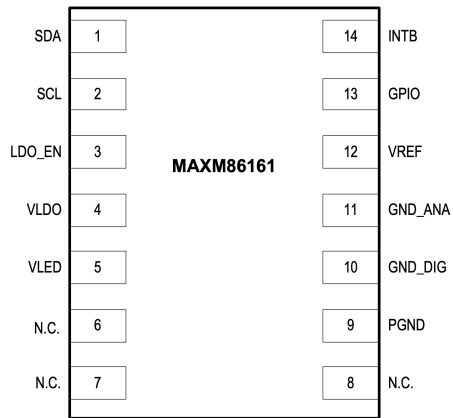 SDA 1 14 INTB
SCL 2 13 GPIO
LDO_EN 3 12 VREF
MAXM86161
VLDO 4 11 GND_ANA
VLED 5 10 GND_DIG
N.C. 6 9 PGND
N.C. 7 8 N.C.